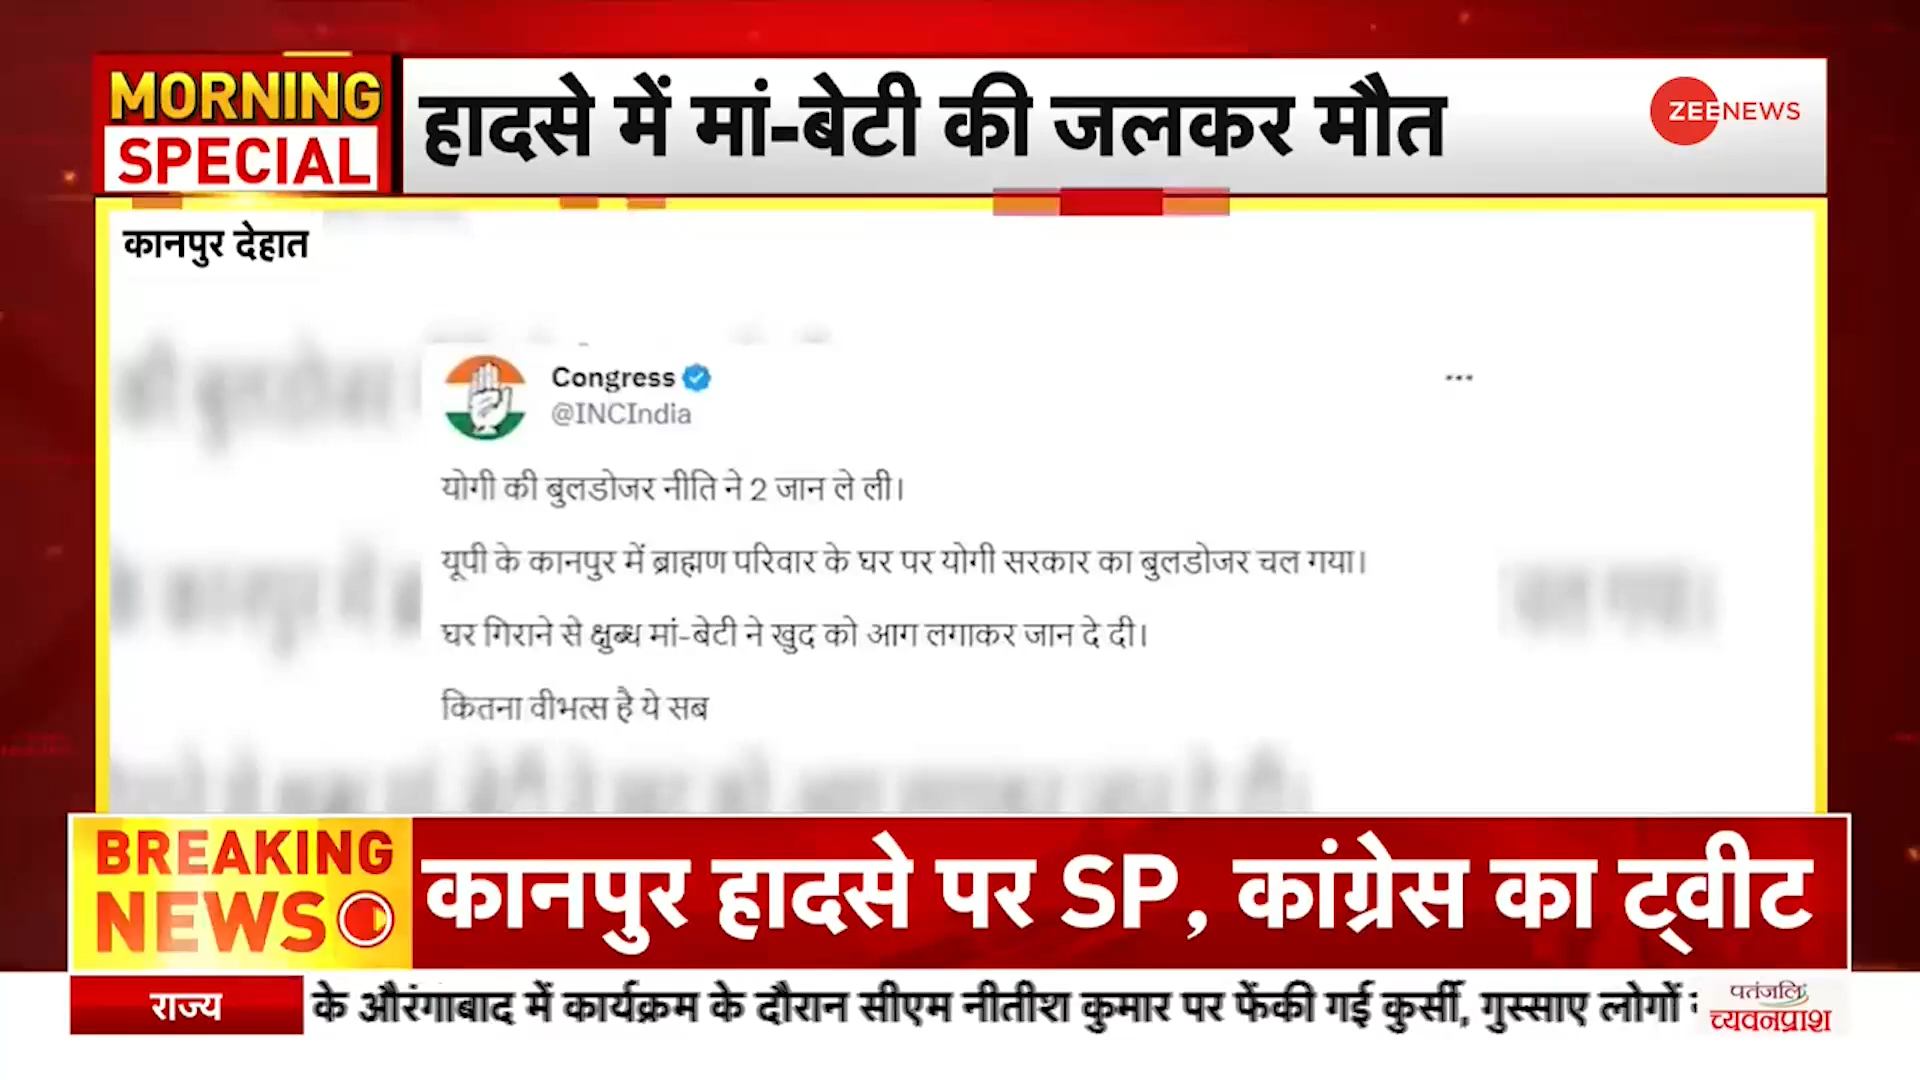 MORNING
SPECIAL
हादसे में मां-बेटी की जलकर मौत
ZEENEWS
कानपुर देहात
Congress
@INCIndia
योगी की बुलडोजर नीति ने 2 जान ले ली।
यूपी के कानपुर में ब्राह्मण परिवार के घर पर योगी सरकार का बुलडोजर चल गया।
घर गिराने से क्षुब्ध मां-बेटी ने खुद को आग लगाकर जान दे दी।
कितना वीभत्स है ये सब
BREAKING
NEWS
कानपुर हादसे पर SP, कांग्रेस का ट्वीट
राज्य
के औरंगाबाद में कार्यक्रम के दौरान सीएम नीतीश कुमार पर फेंकी गई कुर्सी, गुस्साए लोगों
पतंजलि
च्यवनप्राश